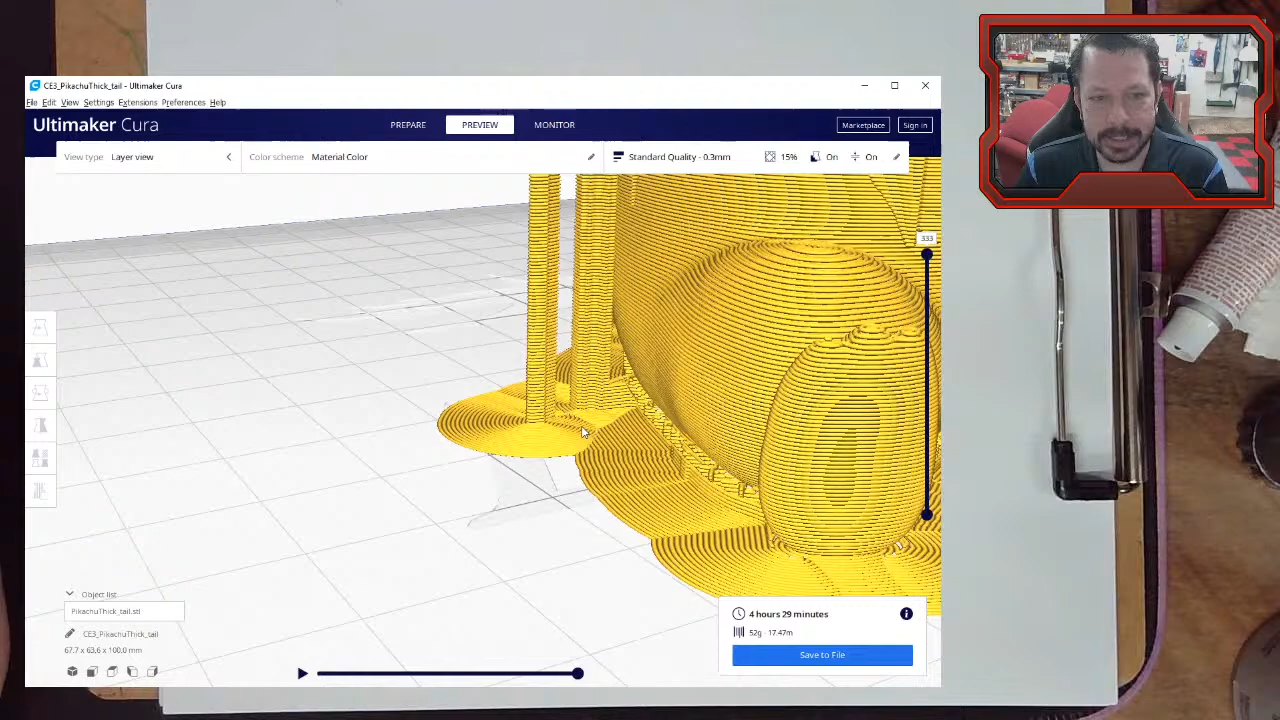 CE3_PikachuThick_tail - Ultimaker Cura
File Edit View Settings Extensions Preferences Help
Ultimaker Cura
PREPARE
PREVIEW
MONITOR
Marketplace
Sign in
View type Layer view
Color scheme Material Color
Standard Quality - 0.3mm
15%
On
On
333
Object list
PikachuThick_tail.stl
CE3_PikachuThick_tail
67.7 x 63.6 x 100.0 mm
4 hours 29 minutes
52g · 17.47m
Save to File